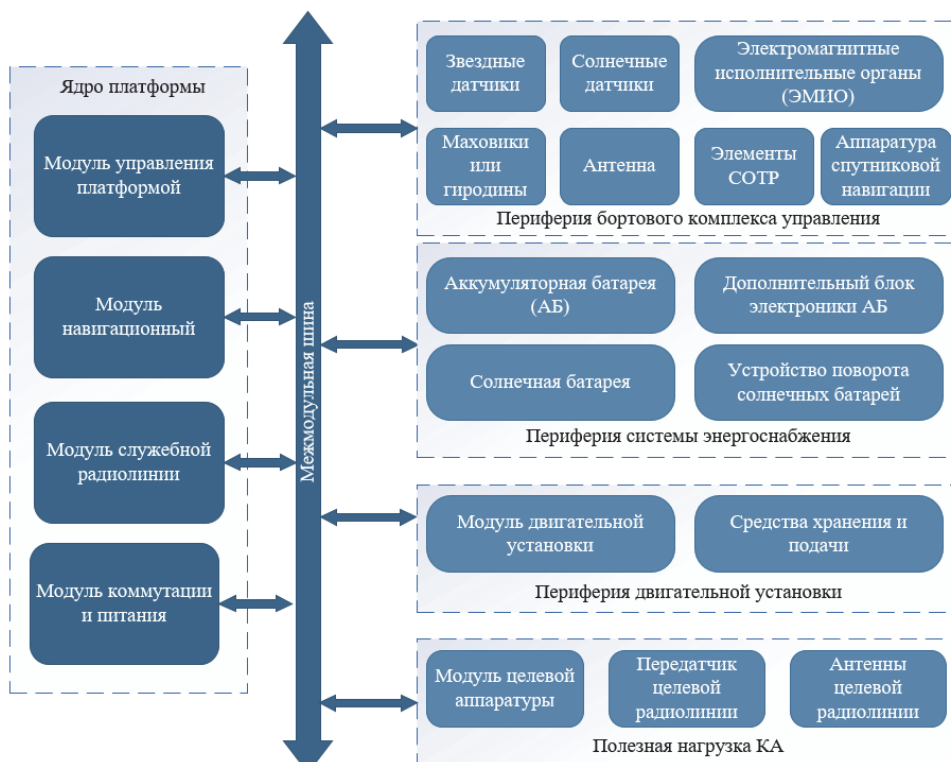 Ядро платформы
Модуль управления
платформой
Модуль
навигационный
Модуль служебной
радиолинии
Модуль коммутации
и питания
Межмодульная шина
Звездные
датчики
Солнечные
датчики
Электромагнитные
исполнительные органы
(ЭМИО)
Маховики
или
гиродины
Антенна
Элементы
СОТР
Аппаратура
спутниковой
навигации
Периферия бортового комплекса управления
Аккумуляторная батарея
(АБ)
Дополнительный блок
электроники АБ
Солнечная батарея
Устройство поворота
солнечных батарей
Периферия системы энергоснабжения
Модуль двигательной
установки
Средства хранения и
подачи
Периферия двигательной установки
Модуль целевой
аппаратуры
Передатчик
целевой
радиолинии
Антенны
целевой
радиолинии
Полезная нагрузка КА